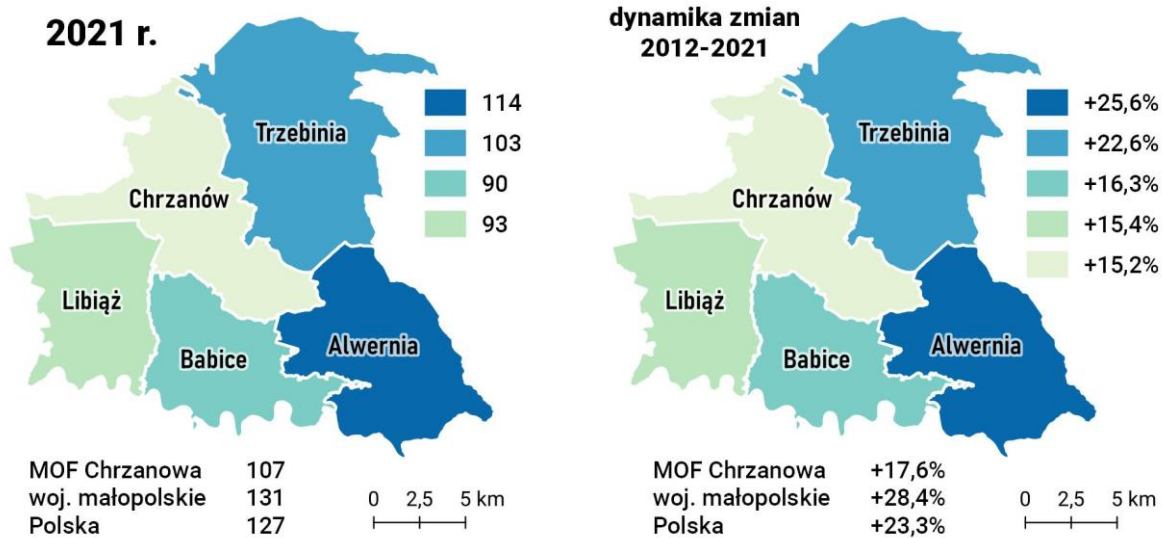 2021 r.
Trzebinia
Chrzanów
Libiąż
Babice
Alwernia
114
103
90
93
MOF Chrzanowa 107
woj. małopolskie 131
Polska 127
0 2,5 5 km
dynamika zmian
2012-2021
Trzebinia
Chrzanów
Libiąż
Babice
Alwernia
+25,6%
+22,6%
+16,3%
+15,4%
+15,2%
MOF Chrzanowa +17,6%
woj. małopolskie +28,4%
Polska +23,3%
0 2,5 5 km